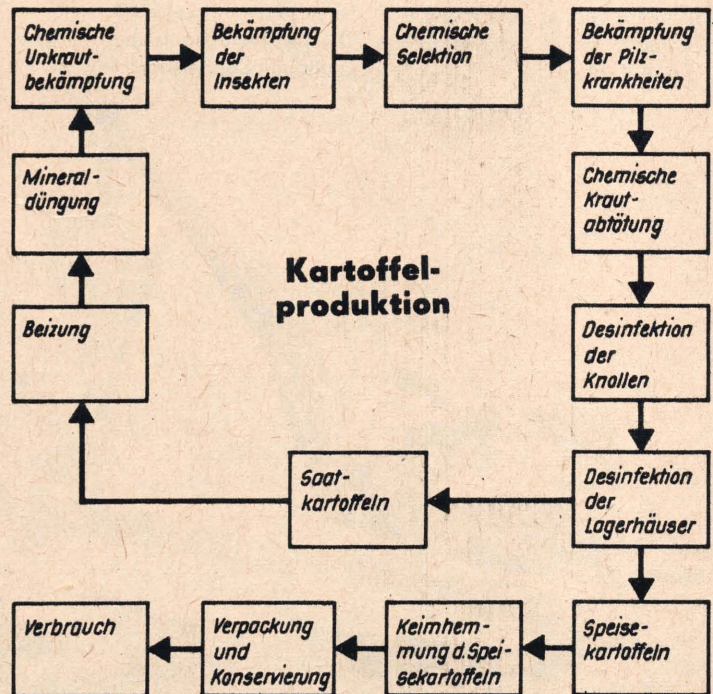 Chemische
Unkraut-
bekämpfung
Bekämpfung
der
Insekten
Chemische
Selektion
Bekämpfung
der Pilz-
krankheiten
Mineral-
düngung
Chemische
Kraut-
abtötung
Kartoffel-
produktion
Beizung
Desinfektion
der
Knollen
Saat-
kartoffeln
Desinfektion
der
Lagerhäuser
Verbrauch
Verpackung
und
Konservierung
Keimhem-
mung d. Spei-
sekartoffeln
Speise-
kartoffeln